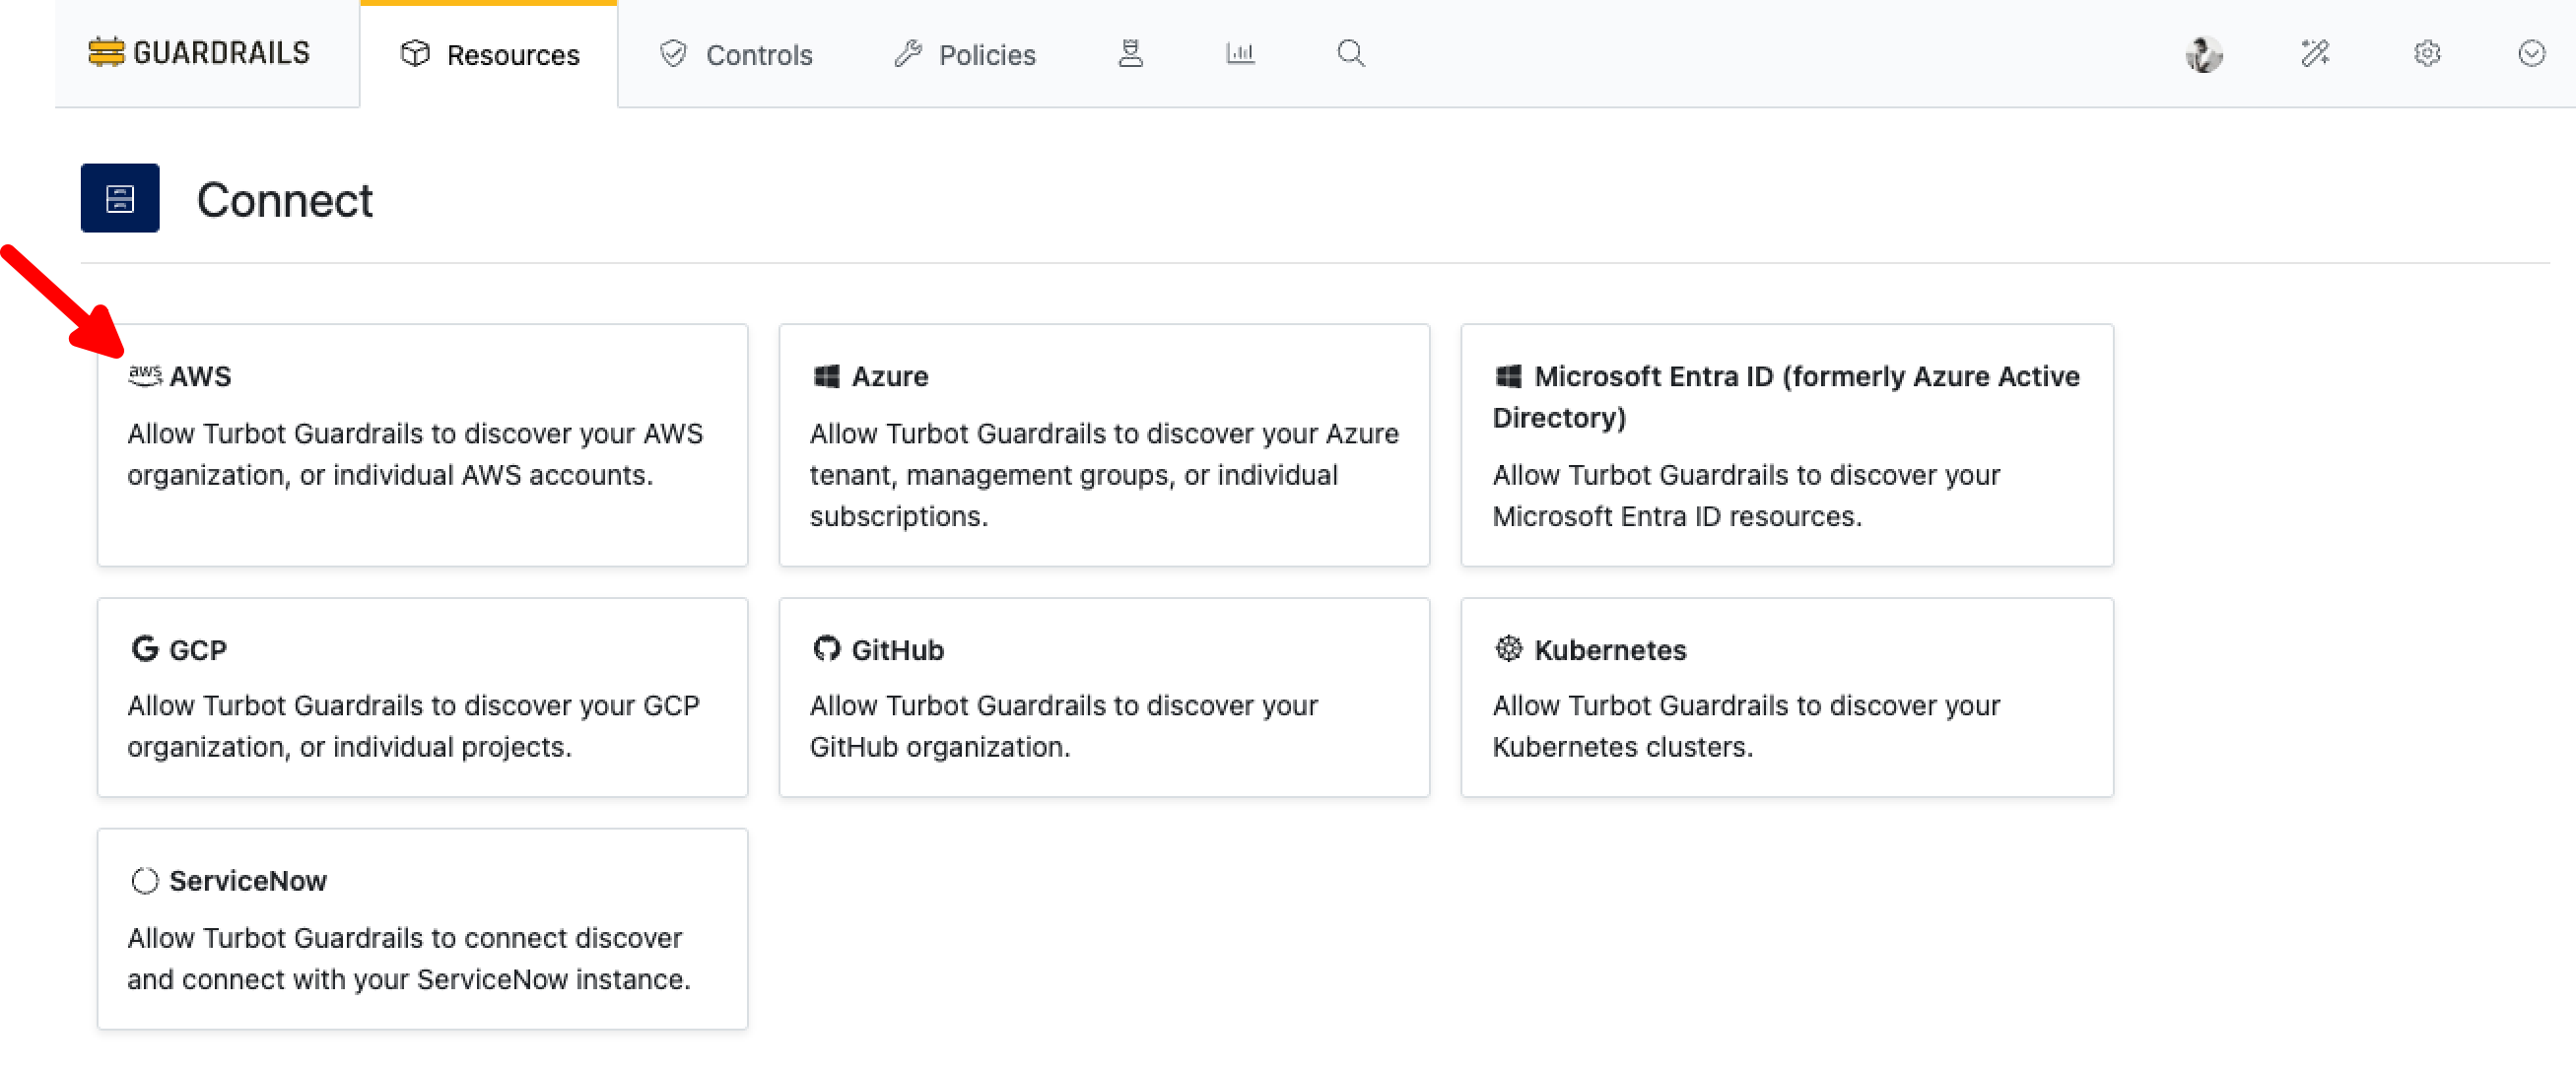 GUARDRAILS
Resources
Controls
Policies
Connect
aws AWS
Allow Turbot Guardrails to discover your AWS
organization, or individual AWS accounts.
Azure
Allow Turbot Guardrails to discover your Azure
tenant, management groups, or individual
subscriptions.
Microsoft Entra ID (formerly Azure Active
Directory)
Allow Turbot Guardrails to discover your
Microsoft Entra ID resources.
GCP
Allow Turbot Guardrails to discover your GCP
organization, or individual projects.
GitHub
Allow Turbot Guardrails to discover your
GitHub organization.
Kubernetes
Allow Turbot Guardrails to discover your
Kubernetes clusters.
ServiceNow
Allow Turbot Guardrails to connect discover
and connect with your ServiceNow instance.